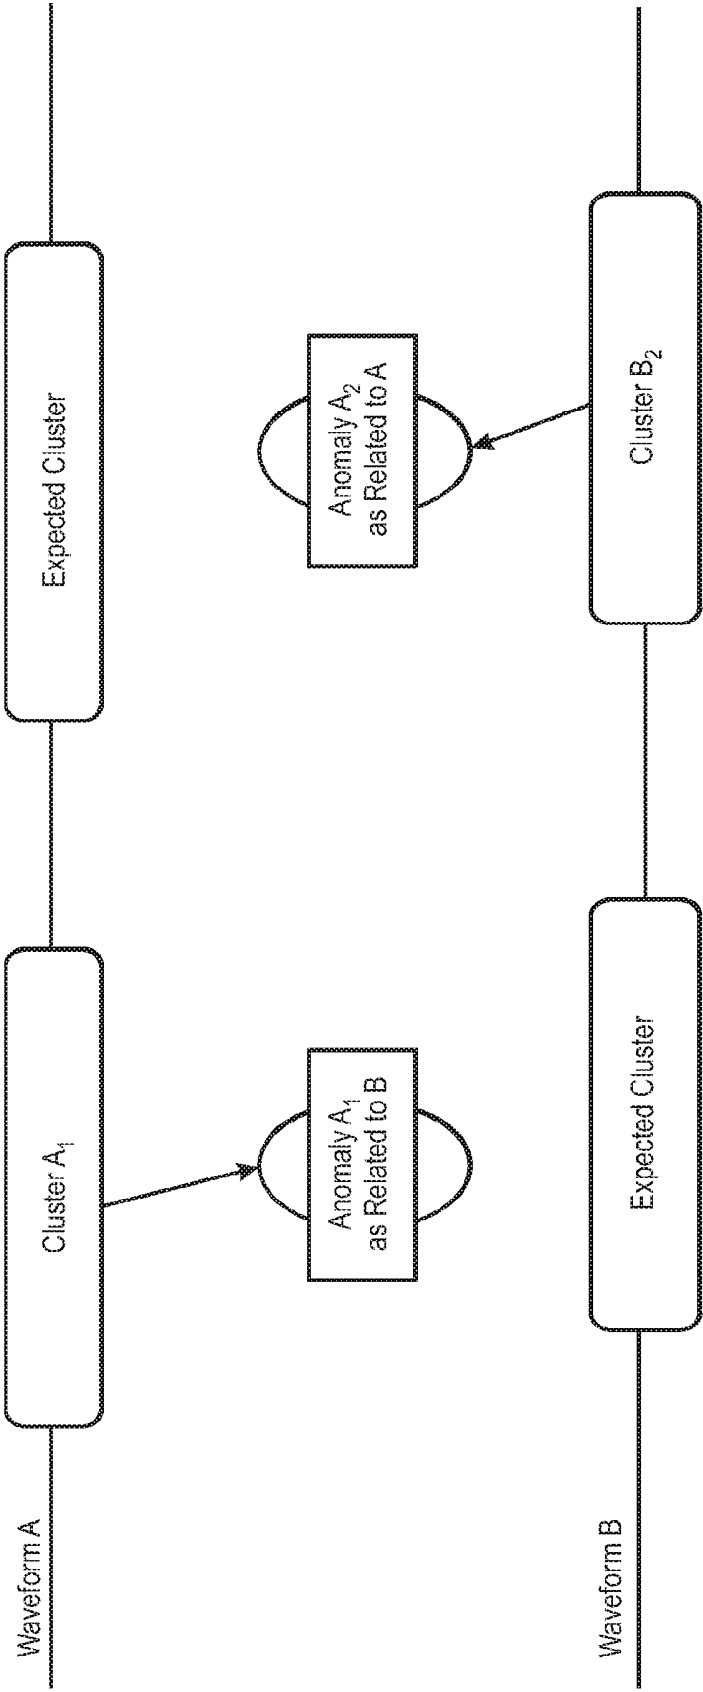 Waveform A
Cluster A₁
Expected Cluster
Anomaly A₁
as Related to B
Anomaly A₂
as Related to A
Waveform B
Expected Cluster
Cluster B₂